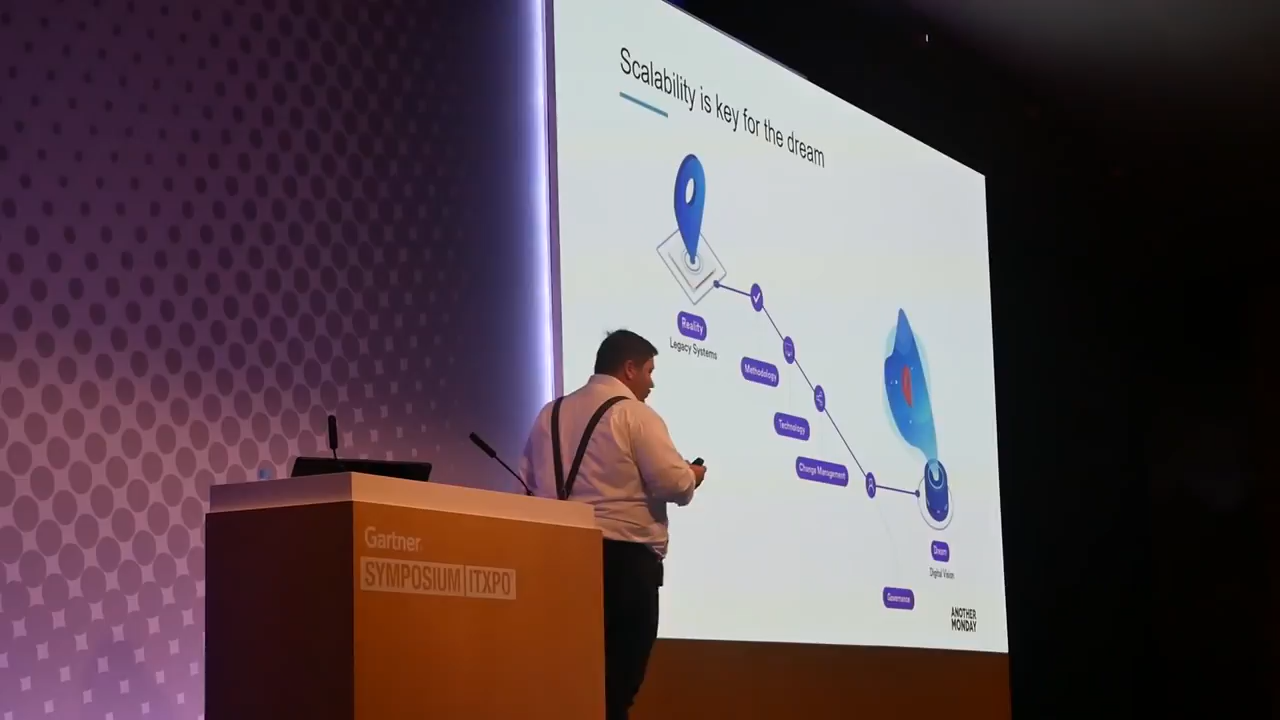 Scalability is key for the dream
Reality
Legacy Systems
Methodology
Technology
Change Management
Dream
Digital Vision
Governance
ANOTHER
MONDAY
Gartner
SYMPOSIUM ITXPO